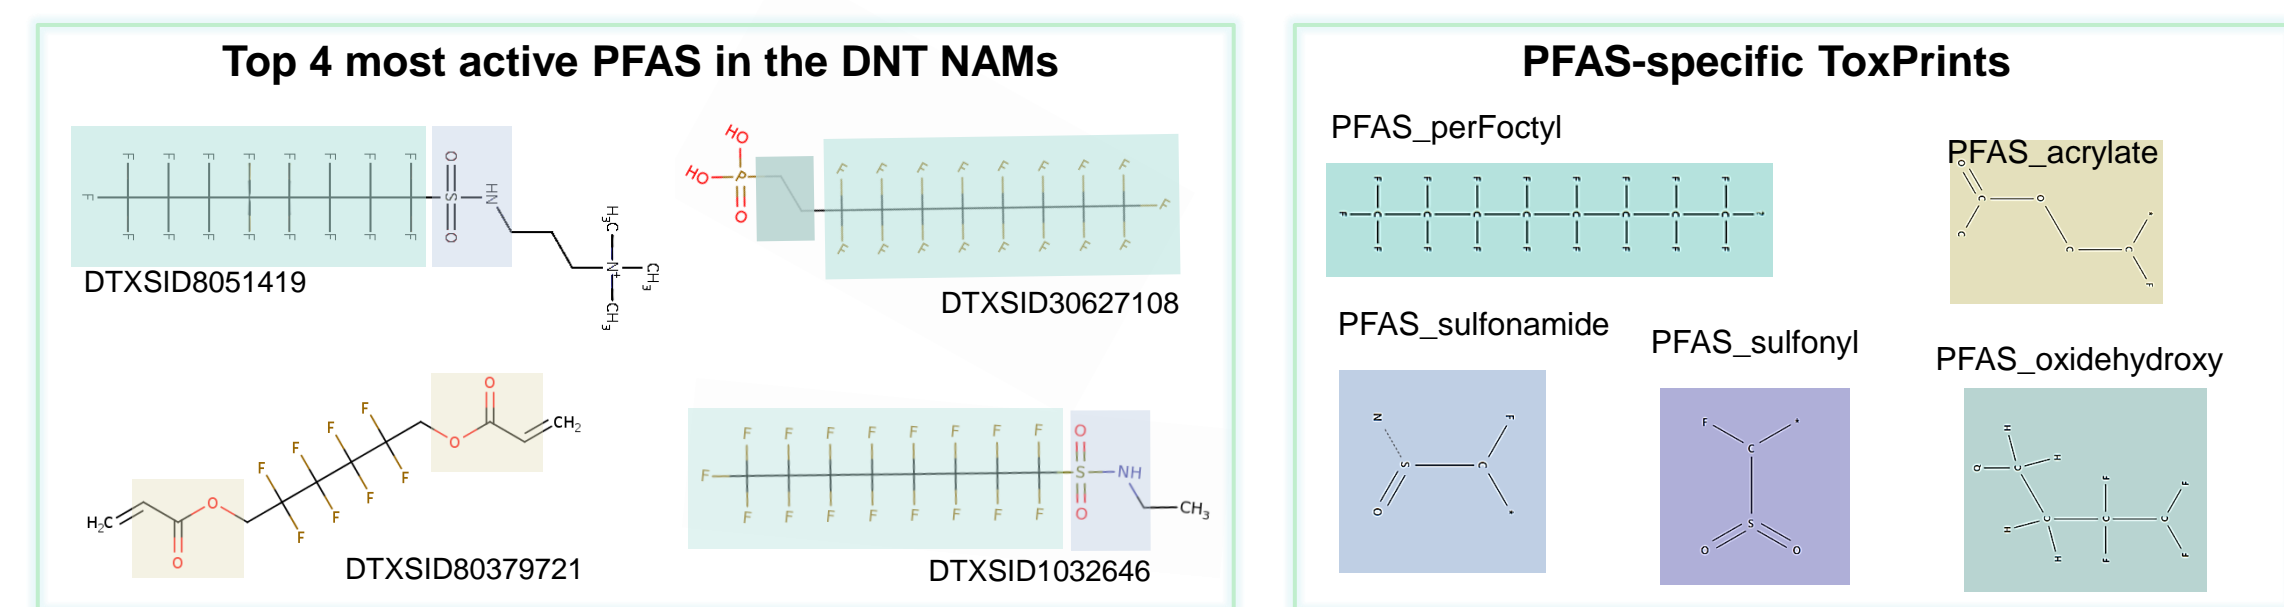 Top 4 most active PFAS in the DNT NAMs
DTXSID8051419
DTXSID30627108
DTXSID80379721
DTXSID1032646
PFAS-specific ToxPrints
PFAS_perFoctyl
PFAS_acrylate
PFAS_sulfonamide
PFAS_sulfonyl
PFAS_oxidehydroxy